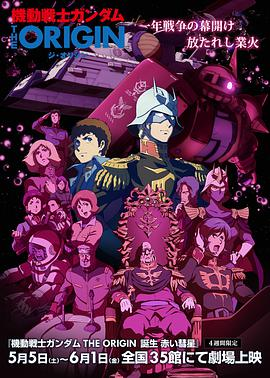 機動戦士ガンダム
THE ORIGIN
ジ・オリジン
一年戦争の幕開け
放たれし業火
『機動戦士ガンダム THE ORIGIN 誕生 赤い彗星』 4週間限定
5月5日(土)～6月1日(金) 全国35館にて劇場上映